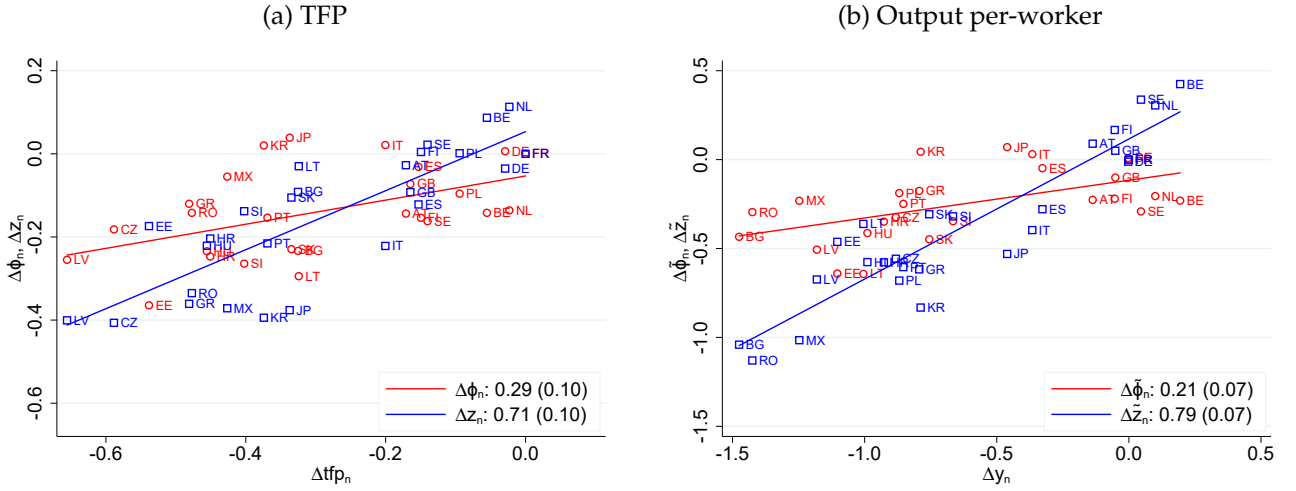 (a) TFP
(b) Output per-worker
Δϕₙ, Δzₙ
0.2
0.0
-0.2
-0.4
-0.6
-0.6
-0.4
-0.2
0.0
Δtfpₙ
LV
CZ
EE
GR
RO
MX
KR
JP
IT
PT
HU
HR
SI
SK
BG
LT
AT
GB
ES
FI
SE
PL
BE
DE
NL
FR
LV
CZ
EE
RO
GR
HR
HU
MX
SI
KR
PT
JP
SK
BG
LT
IT
AT
GB
ES
FI
SE
PL
BE
DE
NL
FR
Δϕₙ: 0.29 (0.10)
Δzₙ: 0.71 (0.10)
Δϕ̃ₙ, Δz̃ₙ
0.5
0.0
-0.5
-1.0
-1.5
-1.5
-1.0
-0.5
0.0
0.5
Δyₙ
BG
RO
MX
LV
EE
LT
HU
HR
CZ
PL
PT
GR
KR
SK
SI
JP
IT
ES
AT
GB
FI
SE
NL
BE
BG
RO
MX
LV
EE
LT
HU
CZ
PL
GR
KR
SK
SI
JP
IT
ES
AT
GB
FI
DE
SE
NL
BE
Δϕ̃ₙ: 0.21 (0.07)
Δz̃ₙ: 0.79 (0.07)